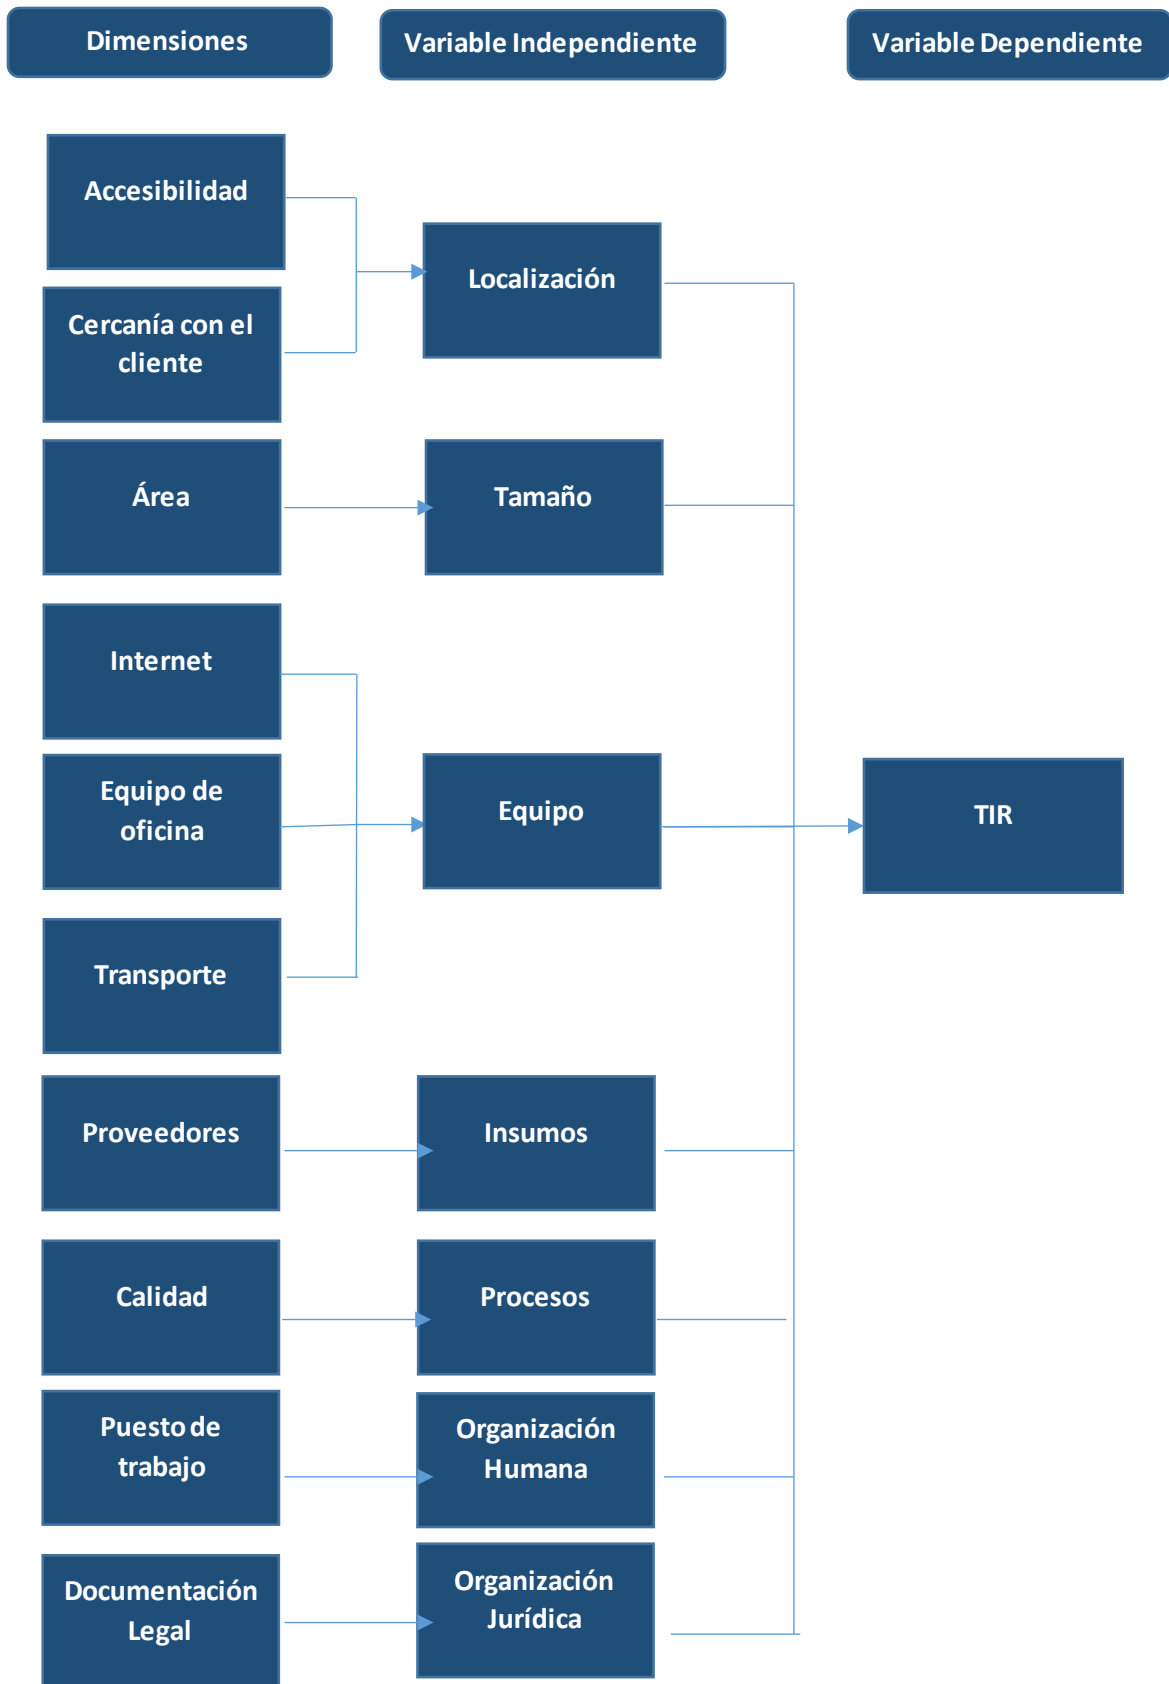 Dimensiones
Variable Independiente
Variable Dependiente
Accesibilidad
Localización
Cercanía con el
cliente
Área
Tamaño
Internet
Equipo de
oficina
Equipo
TIR
Transporte
Proveedores
Insumos
Calidad
Procesos
Puesto de
trabajo
Organización
Humana
Documentación
Legal
Organización
Jurídica